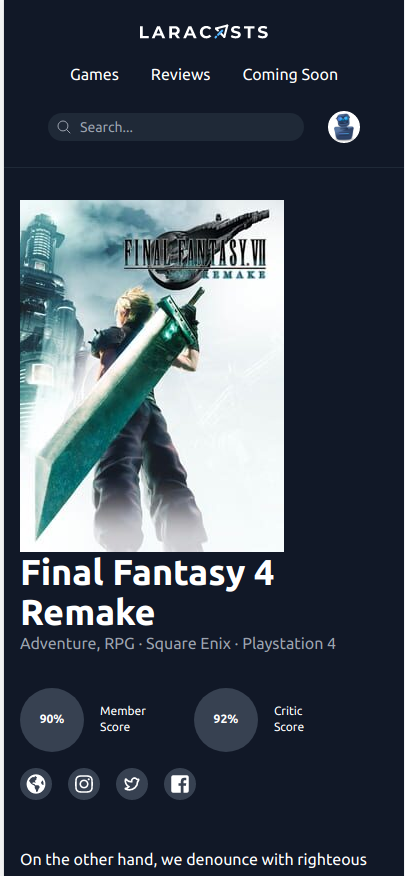 LARACASTS
Games Reviews Coming Soon
Search...
FINAL FANTASY VII
REMAKE
Final Fantasy 4
Remake
Adventure, RPG · Square Enix · Playstation 4
90% Member Score 92% Critic Score
On the other hand, we denounce with righteous